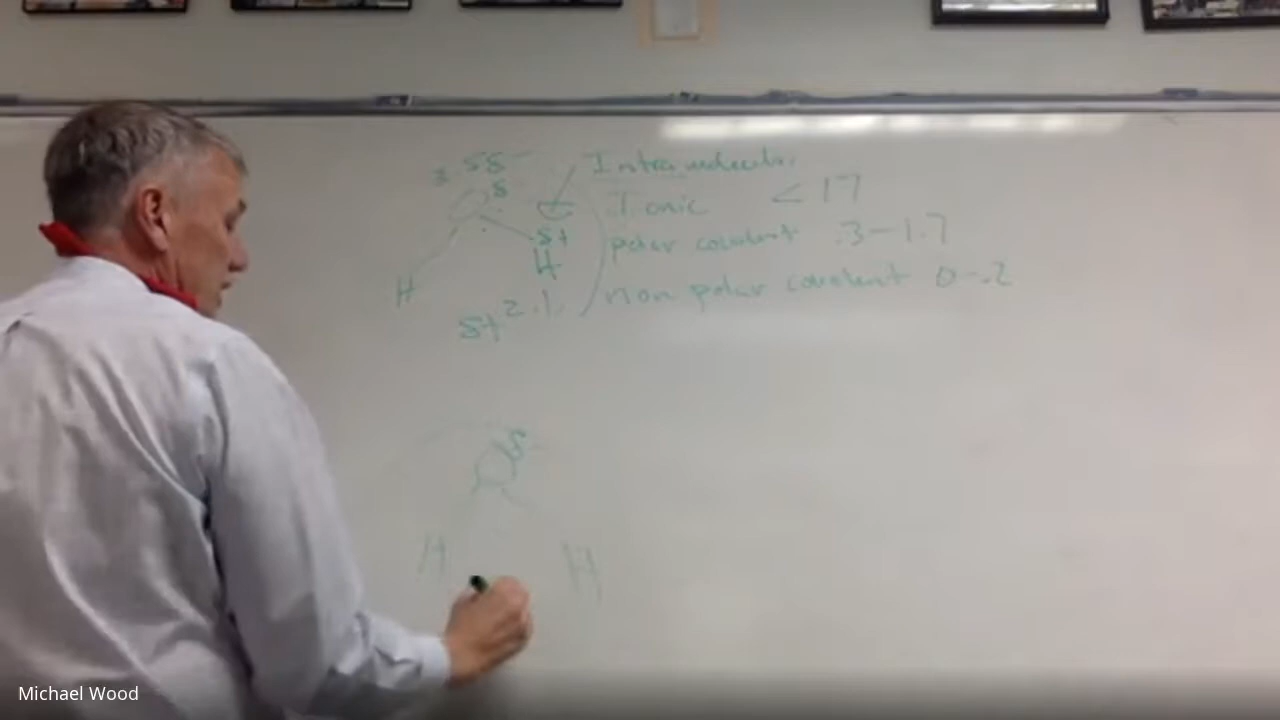 3.5 δ-
δ
Intramolecular
Ionic < 1.7
δ+
polar covalent .3-1.7
H
H
non polar covalent 0-.2
δ+ 2.1
δ-
H H
Michael Wood